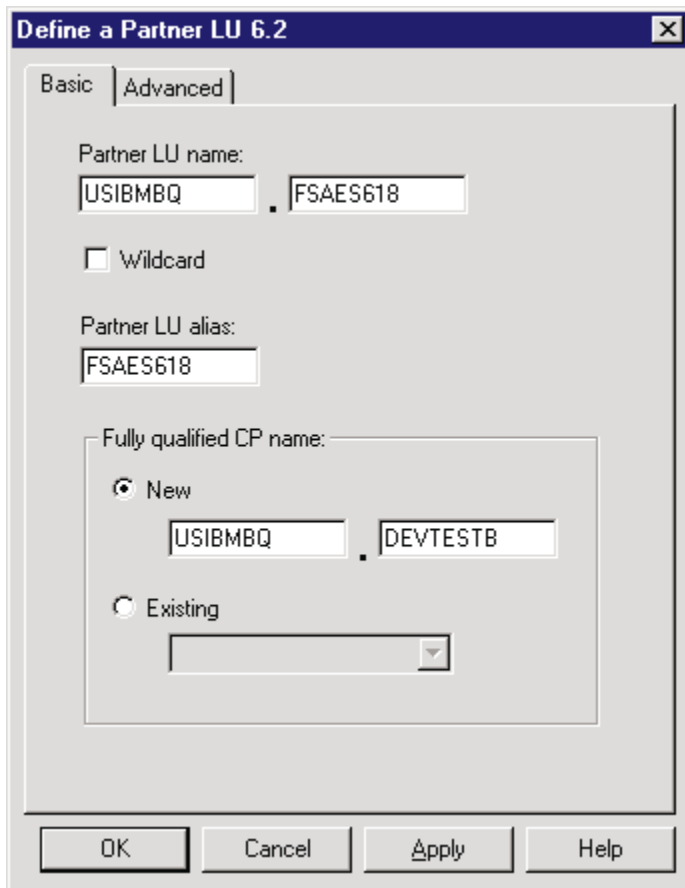 Define a Partner LU 6.2
Basic Advanced
Partner LU name:
USIBMBQ . FSAES618
Wildcard
Partner LU alias:
FSAES618
Fully qualified CP name:
New
USIBMBQ . DEVTESTB
Existing
OK Cancel Apply Help